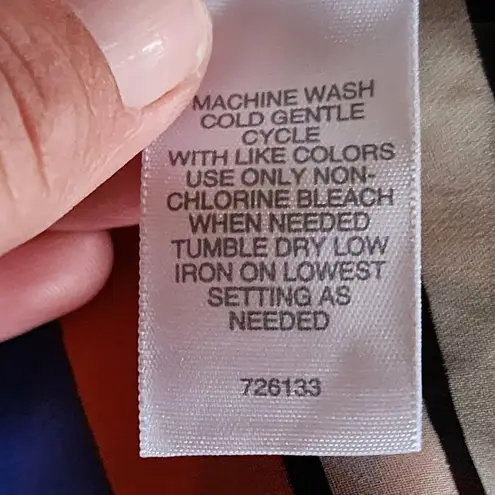 MACHINE WASH
COLD GENTLE
CYCLE
WITH LIKE COLORS
USE ONLY NON-
CHLORINE BLEACH
WHEN NEEDED
TUMBLE DRY LOW
IRON ON LOWEST
SETTING AS
NEEDED
726133